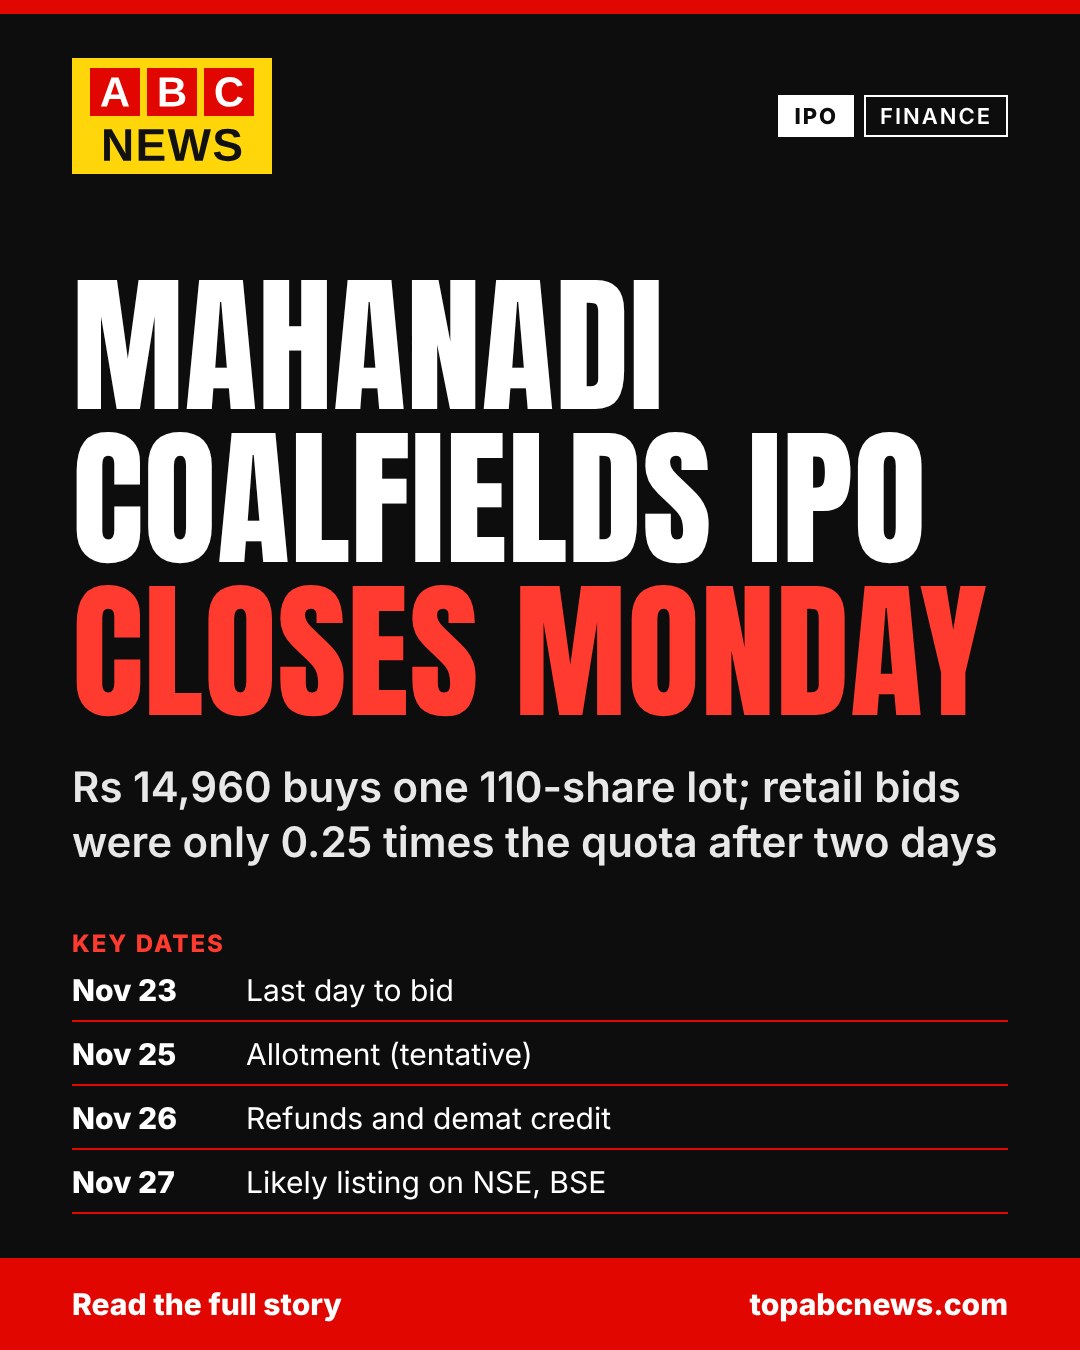 ABC
NEWS
IPO
FINANCE
MAHANADI
COALFIELDS IPO
CLOSES MONDAY
Rs 14,960 buys one 110-share lot; retail bids
were only 0.25 times the quota after two days
KEY DATES
Nov 23 Last day to bid
Nov 25 Allotment (tentative)
Nov 26 Refunds and demat credit
Nov 27 Likely listing on NSE, BSE
Read the full story
topabcnews.com